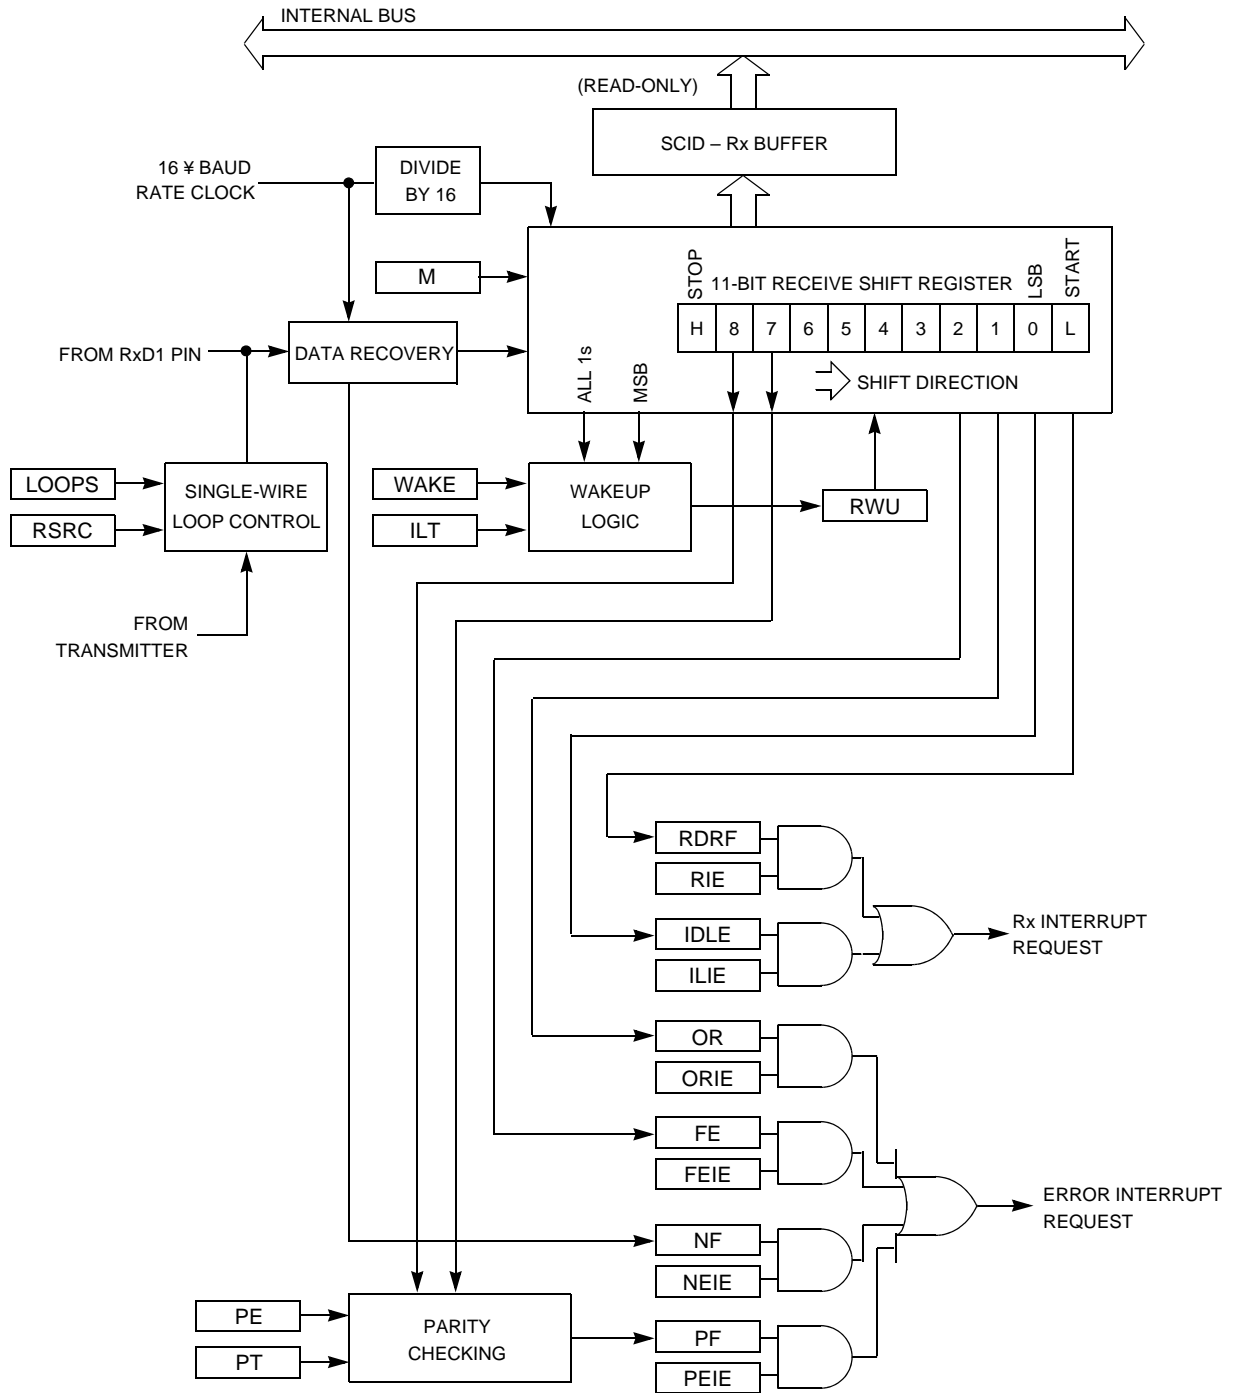 INTERNAL BUS
(READ-ONLY)
SCID – Rx BUFFER
16 ¥ BAUD
RATE CLOCK
DIVIDE
BY 16
M
STOP
11-BIT RECEIVE SHIFT REGISTER
LSB
START
H 8 7 6 5 4 3 2 1 0 L
FROM RxD1 PIN
DATA RECOVERY
ALL 1s
MSB
SHIFT DIRECTION
LOOPS
RSRC
SINGLE-WIRE
LOOP CONTROL
WAKE
ILT
WAKEUP
LOGIC
RWU
FROM
TRANSMITTER
RDRF
RIE
IDLE
ILIE
Rx INTERRUPT
REQUEST
OR
ORIE
FE
FEIE
ERROR INTERRUPT
REQUEST
NF
NEIE
PE
PT
PARITY
CHECKING
PF
PEIE